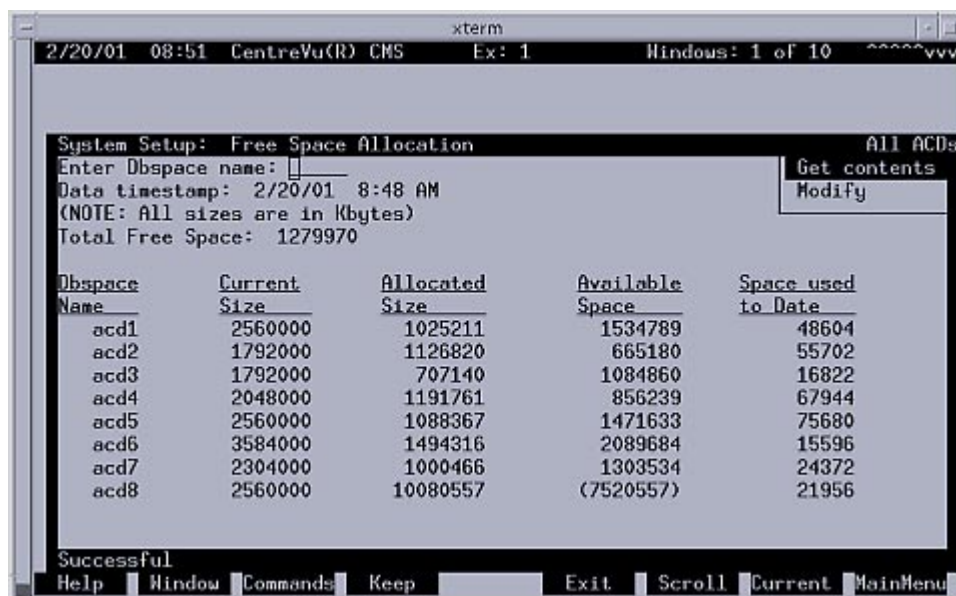 xterm
2/20/01 08:51 CentreVu(R) CMS Ex: 1 Windows: 1 of 10 ^^^^^vvv
System Setup: Free Space Allocation All ACDs
Enter Dbspace name:
Get contents
Data timestamp: 2/20/01 8:48 AM
Modify
(NOTE: All sizes are in Kbytes)
Total Free Space: 1279970
Dbspace Current Allocated Available Space used
Name Size Size Space to Date
acd1 2560000 1025211 1534789 48604
acd2 1792000 1126820 665180 55702
acd3 1792000 707140 1084860 16822
acd4 2048000 1191761 856239 67944
acd5 2560000 1088367 1471633 75680
acd6 3584000 1494316 2089684 15596
acd7 2304000 1000466 1303534 24372
acd8 2560000 10080557 (7520557) 21956
Successful
Help Window Commands Keep Exit Scroll Current MainMenu